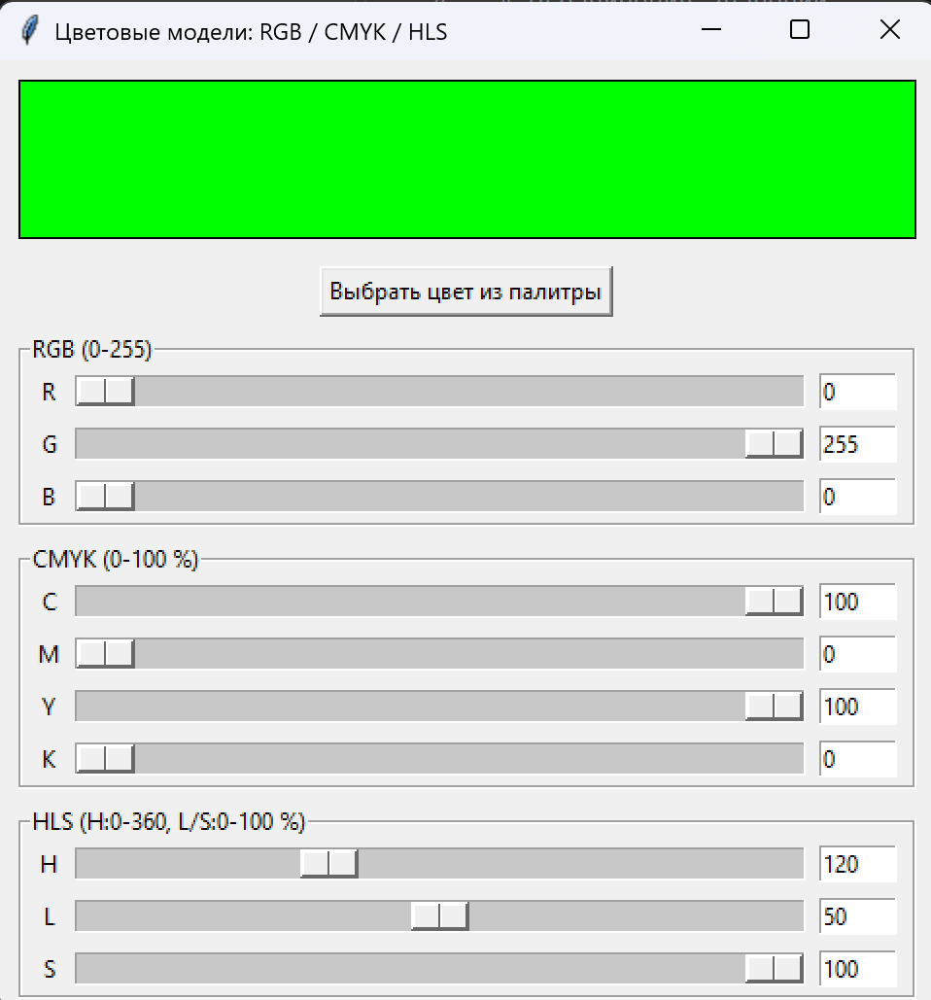 Цветовые модели: RGB / CMYK / HLS
Выбрать цвет из палитры
RGB (0-255)
R 0
G 255
B 0
CMYK (0-100 %)
C 100
M 0
Y 100
K 0
HLS (H:0-360, L/S:0-100 %)
H 120
L 50
S 100